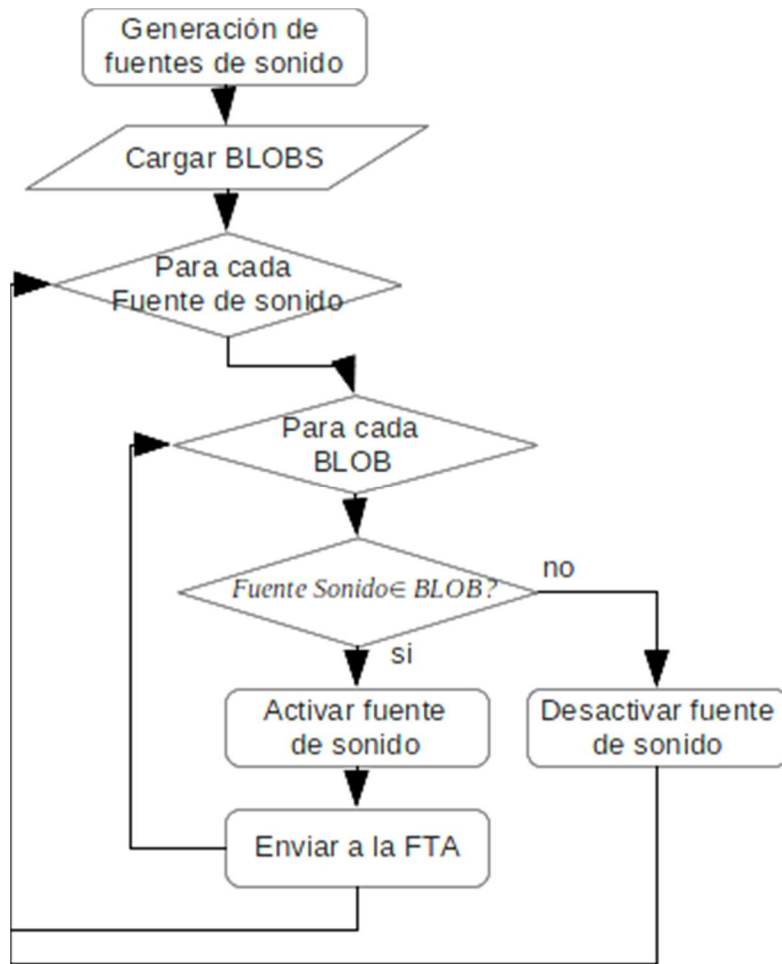 Generación de
fuentes de sonido
Cargar BLOBS
Para cada
Fuente de sonido
Para cada
BLOB
Fuente Sonido∈ BLOB?
no
si
Activar fuente
de sonido
Desactivar fuente
de sonido
Enviar a la FTA